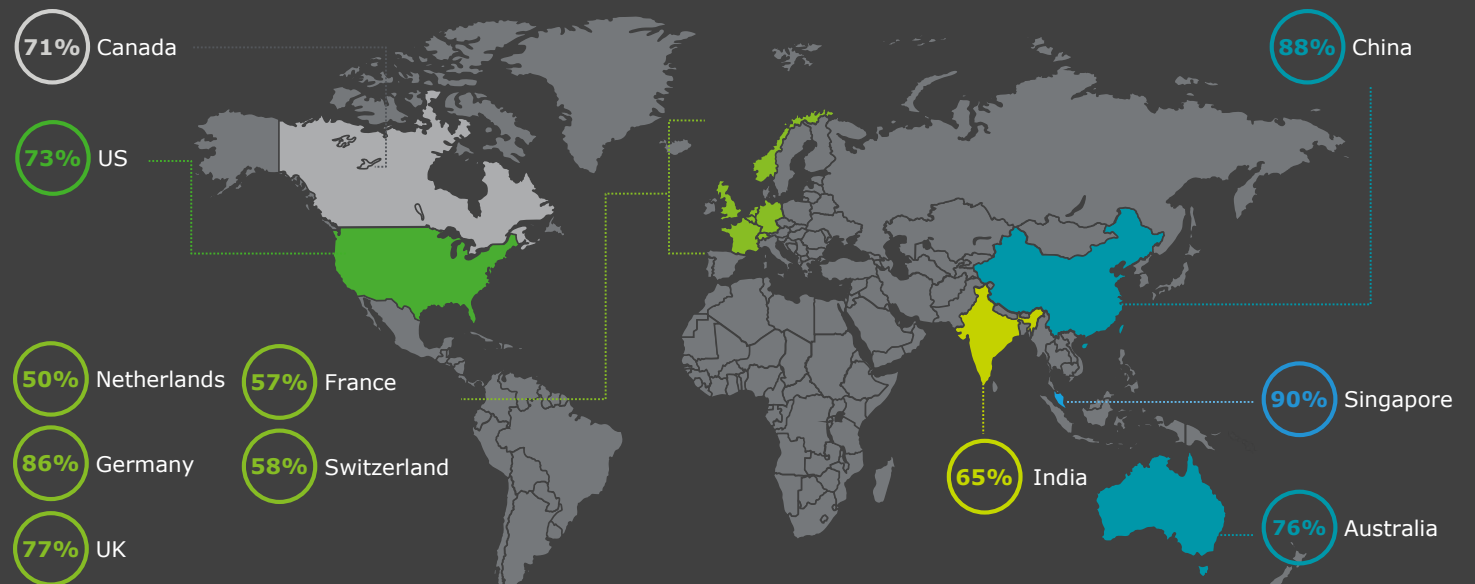 71% Canada
88% China
73% US
50% Netherlands
57% France
90% Singapore
86% Germany
58% Switzerland
65% India
76% Australia
77% UK